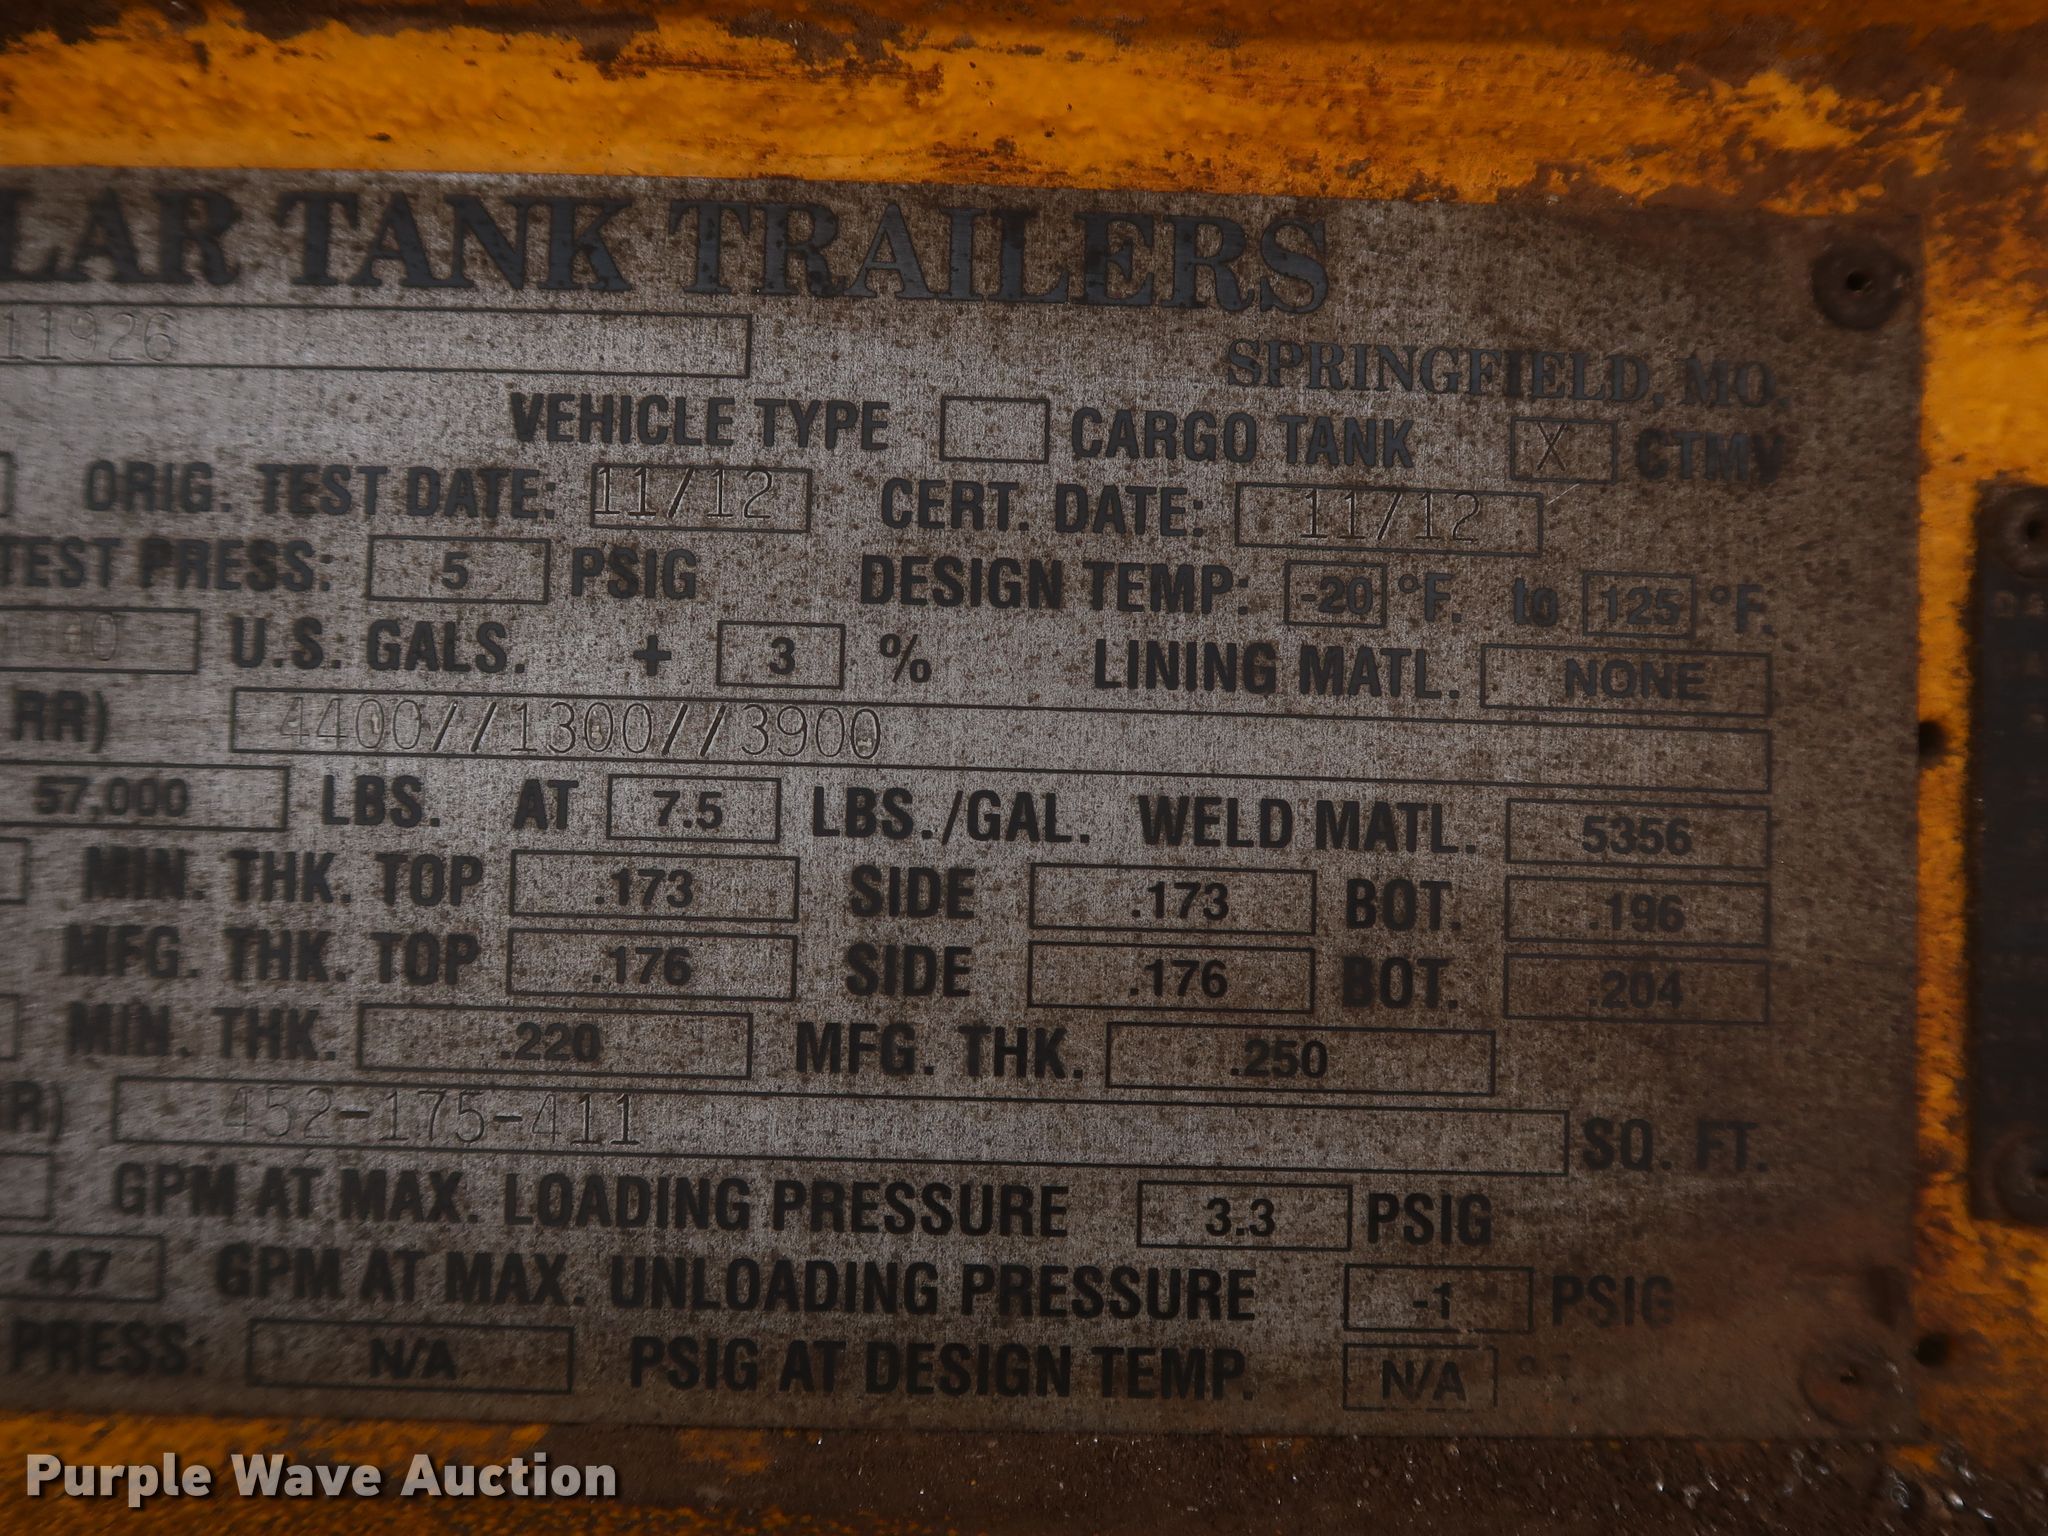 LAR TANK TRAILERS
11926
SPRINGFIELD, MO.
VEHICLE TYPE CARGO TANK X CTMV
ORIG. TEST DATE: 11/12 CERT. DATE: 11/12
TEST PRESS: 5 PSIG DESIGN TEMP: -20 °F. to 125 °F.
U.S. GALS. + 3 % LINING MATL. NONE
RR) 4400//1300//3900
57,000 LBS. AT 7.5 LBS./GAL. WELD MATL. 5356
MIN. THK. TOP .173 SIDE .173 BOT. .196
MFG. THK. TOP .176 SIDE .176 BOT. .204
MIN. THK. .220 MFG. THK. .250
R) 452-175-411 SQ. FT.
GPM AT MAX. LOADING PRESSURE 3.3 PSIG
447 GPM AT MAX. UNLOADING PRESSURE -1 PSIG
PRESS: N/A PSIG AT DESIGN TEMP. N/A °F.
Purple Wave Auction